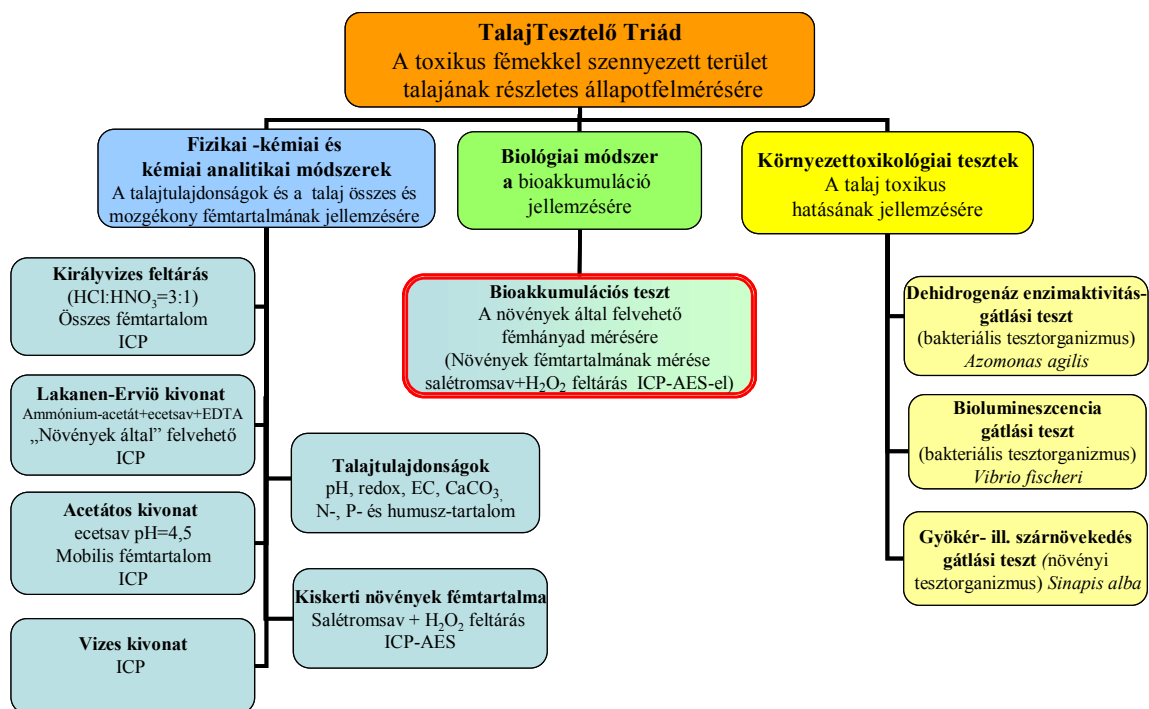 TalajTesztelő Triád
A toxikus fémekkel szennyezett terület
talajának részletes állapotfelmérésére
Fizikai -kémiai és
kémiai analitikai módszerek
A talajtulajdonságok és a talaj összes és
mozgékony fémtartalmának jellemzésére
Biológiai módszer
a bioakkumuláció
jellemzésére
Környezettoxikológiai tesztek
A talaj toxikus
hatásának jellemzésére
Királyvizes feltárás
(HCl:HNO₃=3:1)
Összes fémtartalom
ICP
Lakanen-Erviö kivonat
Ammónium-acetát+ecetsav+EDTA
„Növények által” felvehető
ICP
Acetátos kivonat
ecetsav pH=4,5
Mobilis fémtartalom
ICP
Vizes kivonat
ICP
Talajtulajdonságok
pH, redox, EC, CaCO₃,
N-, P- és humusz-tartalom
Kiskerti növények fémtartalma
Salétromsav + H₂O₂ feltárás
ICP-AES
Bioakkumulációs teszt
A növények által felvehető
fémhányad mérésére
(Növények fémtartalmának mérése
salétromsav+H₂O₂ feltárás ICP-AES-el)
Dehidrogenáz enzimaktivitás-
gátlási teszt
(bakteriális tesztorganizmus)
Azomonas agilis
Biolumineszcencia
gátlási teszt
(bakteriális tesztorganizmus)
Vibrio fischeri
Gyökér- ill. szárnövekedés
gátlási teszt (növényi
tesztorganizmus) Sinapis alba